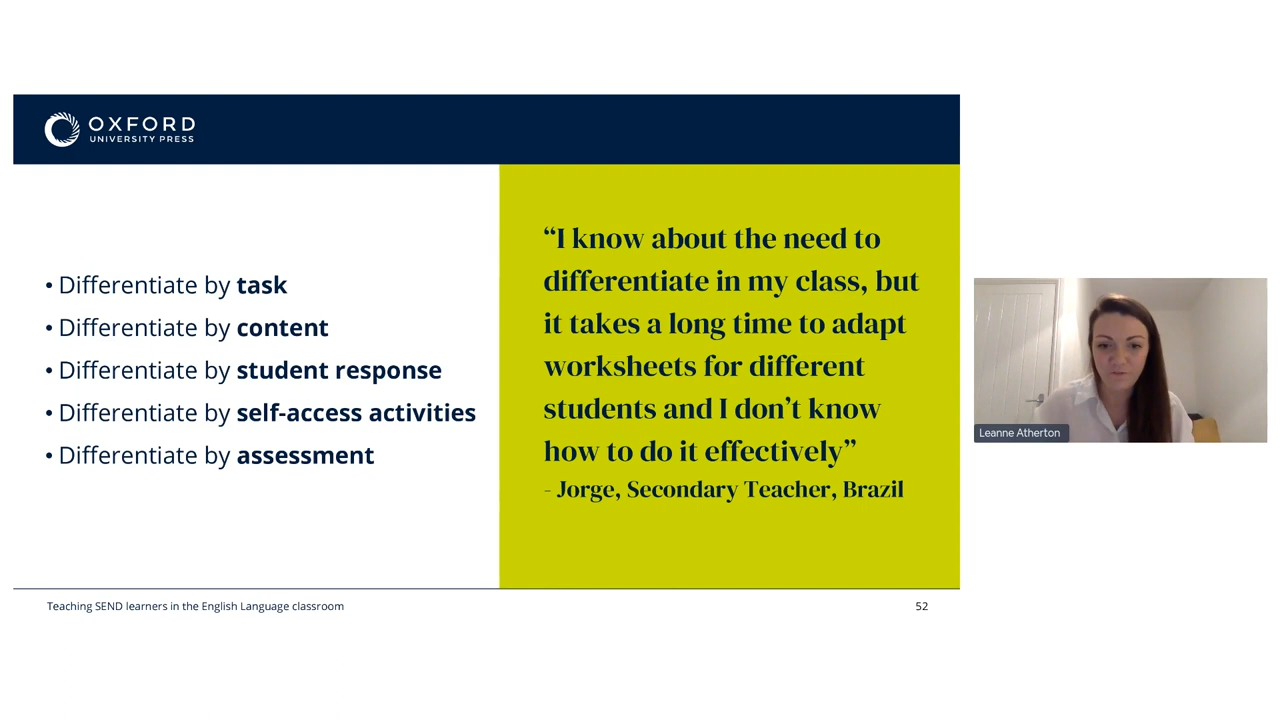 OXFORD
UNIVERSITY PRESS
• Differentiate by task
• Differentiate by content
• Differentiate by student response
• Differentiate by self-access activities
• Differentiate by assessment
“I know about the need to
differentiate in my class, but
it takes a long time to adapt
worksheets for different
students and I don’t know
how to do it effectively”
- Jorge, Secondary Teacher, Brazil
Leanne Atherton
Teaching SEND learners in the English Language classroom
52